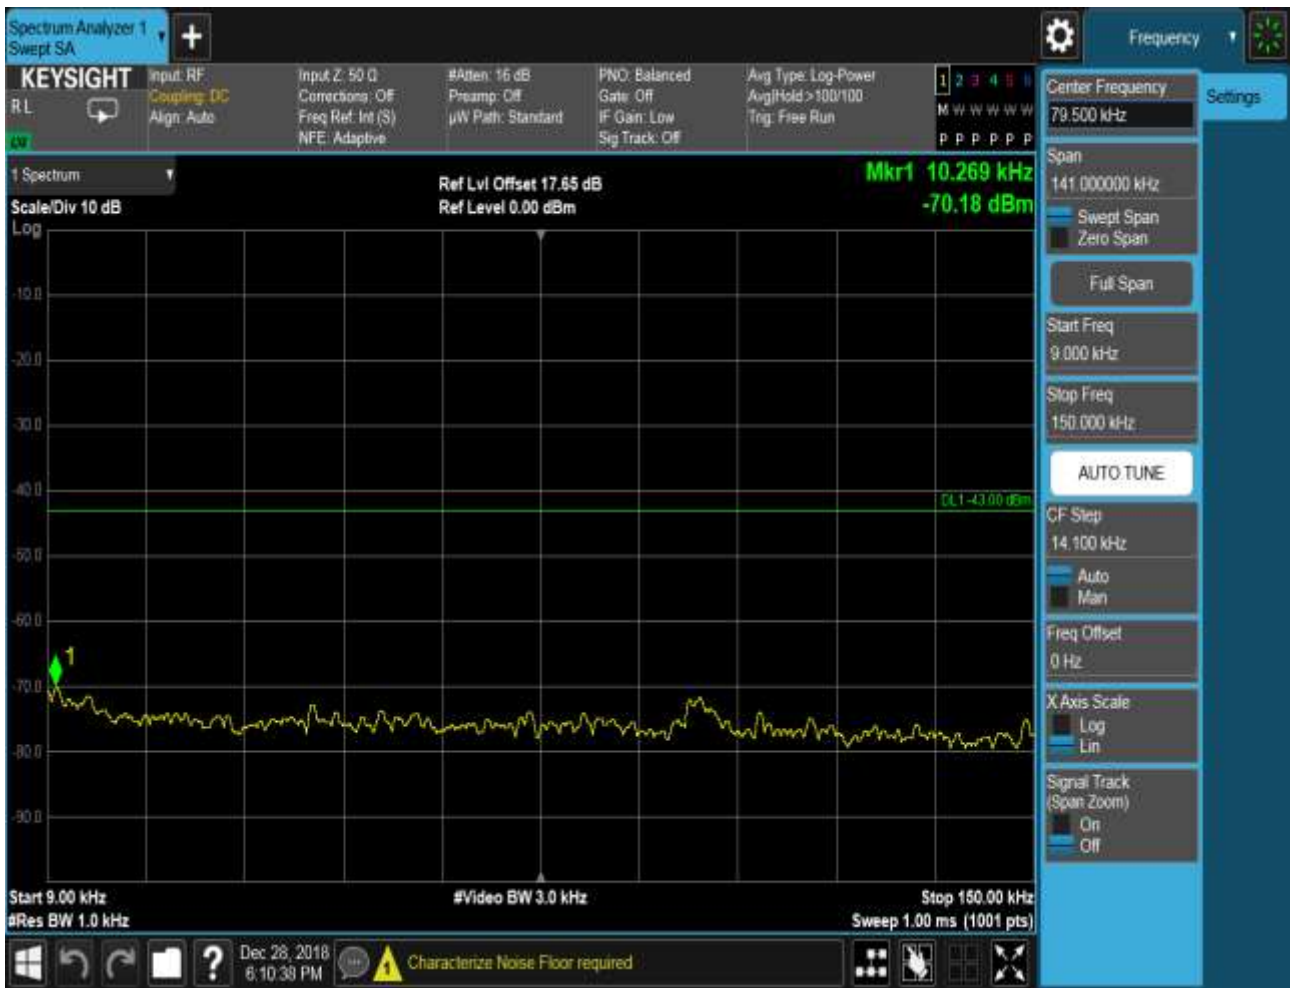 Spectrum Analyzer 1
Swept SA
Frequency
KEYSIGHT
R L
Input: RF
Coupling: DC
Align: Auto
Input Z: 50 Ω
Corrections: Off
Freq Ref: Int (S)
NFE: Adaptive
#Atten: 16 dB
Preamp: Off
µW Path: Standard
PNO: Balanced
Gate: Off
IF Gain: Low
Sig Track: Off
Avg Type: Log-Power
Avg|Hold >100/100
Trig: Free Run
1 2 3 4 5 6
M W W W W W
P P P P P P
1 Spectrum
Scale/Div 10 dB
Log
Ref Lvl Offset 17.65 dB
Ref Level 0.00 dBm
Mkr1 10.269 kHz
-70.18 dBm
-10.0
-20.0
-30.0
-40.0
DL1 -43.00 dBm
-50.0
-60.0
1
-70.0
-80.0
-90.0
Start 9.00 kHz
#Res BW 1.0 kHz
#Video BW 3.0 kHz
Stop 150.00 kHz
Sweep 1.00 ms (1001 pts)
Center Frequency
79.500 kHz
Settings
Span
141.000000 kHz
Swept Span
Zero Span
Full Span
Start Freq
9.000 kHz
Stop Freq
150.000 kHz
AUTO TUNE
CF Step
14.100 kHz
Auto
Man
Freq Offset
0 Hz
X Axis Scale
Log
Lin
Signal Track
(Span Zoom)
On
Off
?
Dec 28, 2018
6:10:38 PM
1
Characterize Noise Floor required